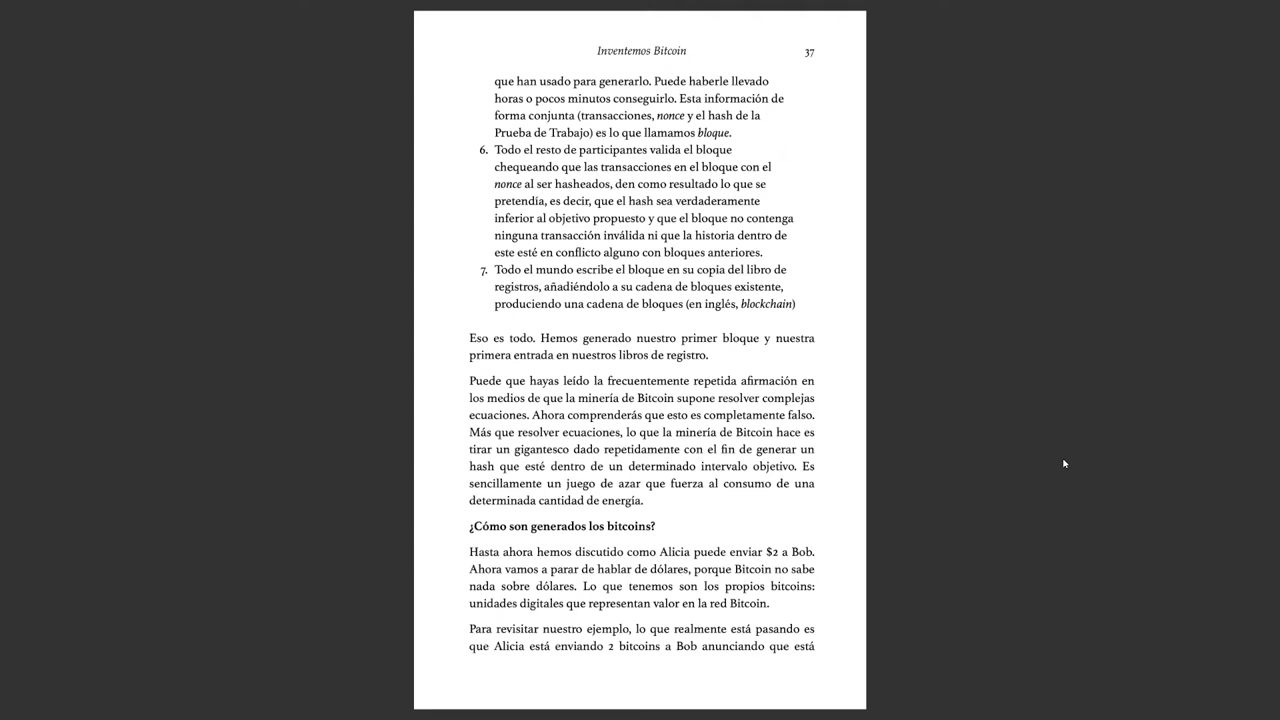 Inventemos Bitcoin 37
que han usado para generarlo. Puede haberle llevado
horas o pocos minutos conseguirlo. Esta información de
forma conjunta (transacciones, nonce y el hash de la
Prueba de Trabajo) es lo que llamamos bloque.
6. Todo el resto de participantes valida el bloque
chequeando que las transacciones en el bloque con el
nonce al ser hasheados, den como resultado lo que se
pretendía, es decir, que el hash sea verdaderamente
inferior al objetivo propuesto y que el bloque no contenga
ninguna transacción inválida ni que la historia dentro de
este esté en conflicto alguno con bloques anteriores.
7. Todo el mundo escribe el bloque en su copia del libro de
registros, añadiéndolo a su cadena de bloques existente,
produciendo una cadena de bloques (en inglés, blockchain)
Eso es todo. Hemos generado nuestro primer bloque y nuestra
primera entrada en nuestros libros de registro.
Puede que hayas leído la frecuentemente repetida afirmación en
los medios de que la minería de Bitcoin supone resolver complejas
ecuaciones. Ahora comprenderás que esto es completamente falso.
Más que resolver ecuaciones, lo que la minería de Bitcoin hace es
tirar un gigantesco dado repetidamente con el fin de generar un
hash que esté dentro de un determinado intervalo objetivo. Es
sencillamente un juego de azar que fuerza al consumo de una
determinada cantidad de energía.
¿Cómo son generados los bitcoins?
Hasta ahora hemos discutido como Alicia puede enviar $2 a Bob.
Ahora vamos a parar de hablar de dólares, porque Bitcoin no sabe
nada sobre dólares. Lo que tenemos son los propios bitcoins:
unidades digitales que representan valor en la red Bitcoin.
Para revisitar nuestro ejemplo, lo que realmente está pasando es
que Alicia está enviando 2 bitcoins a Bob anunciando que está